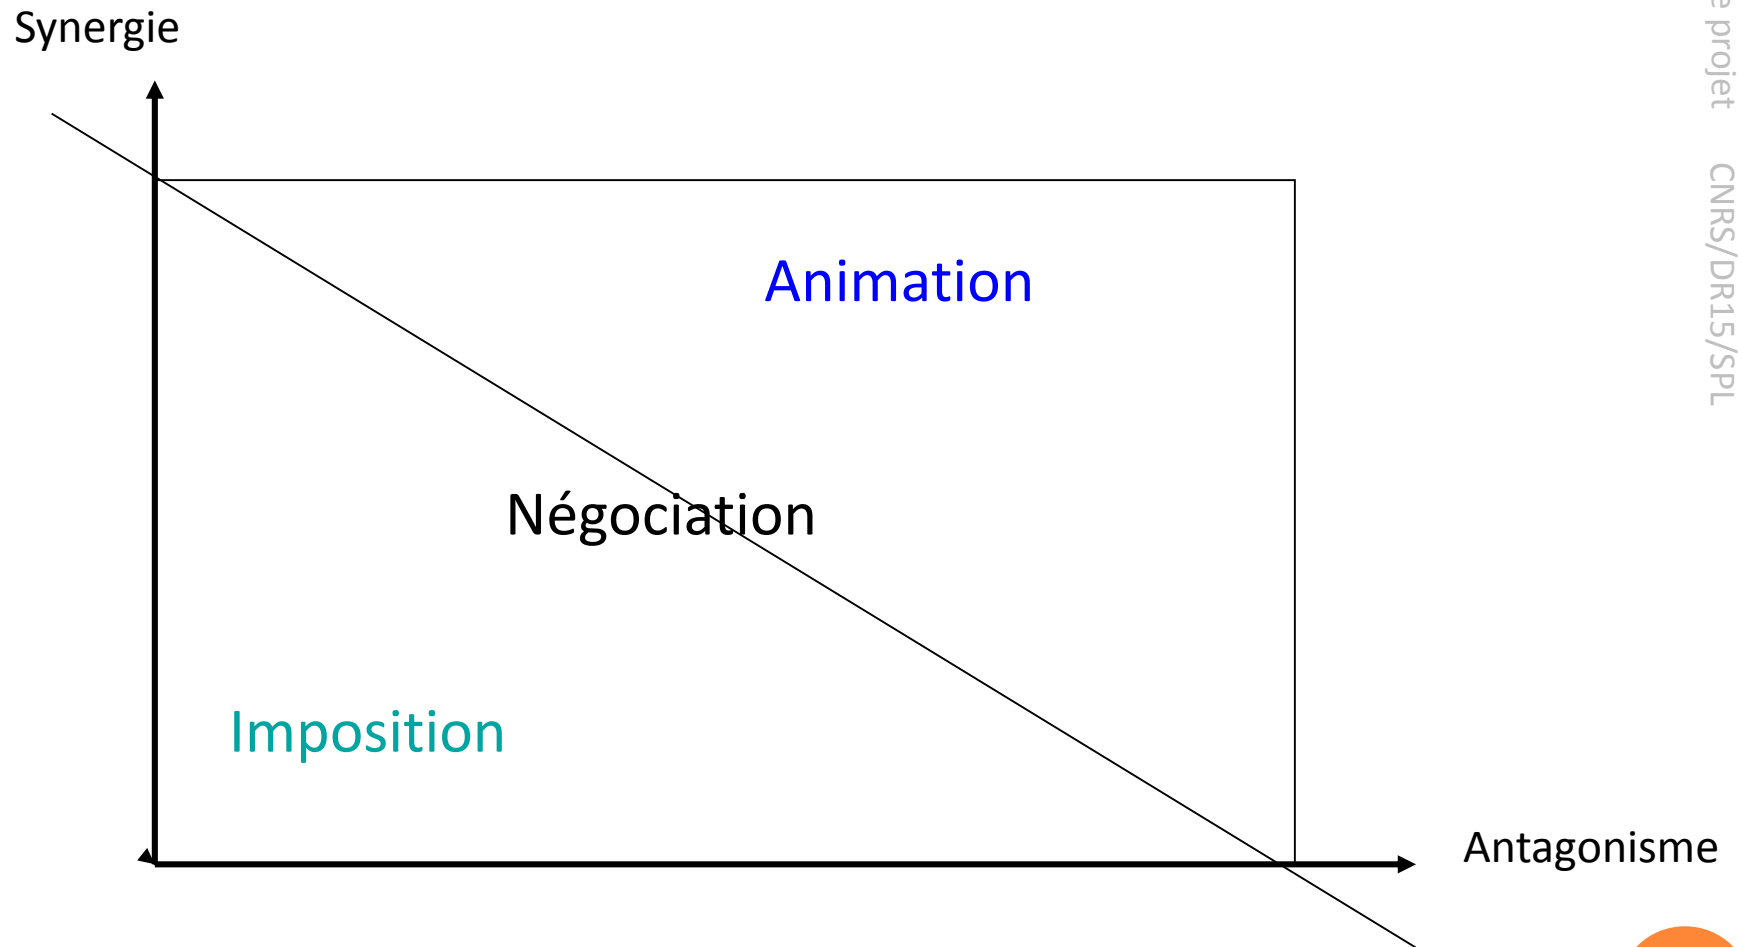 Synergie
Animation
Négociation
Imposition
Antagonisme
projet CNRS/DR15/SPL